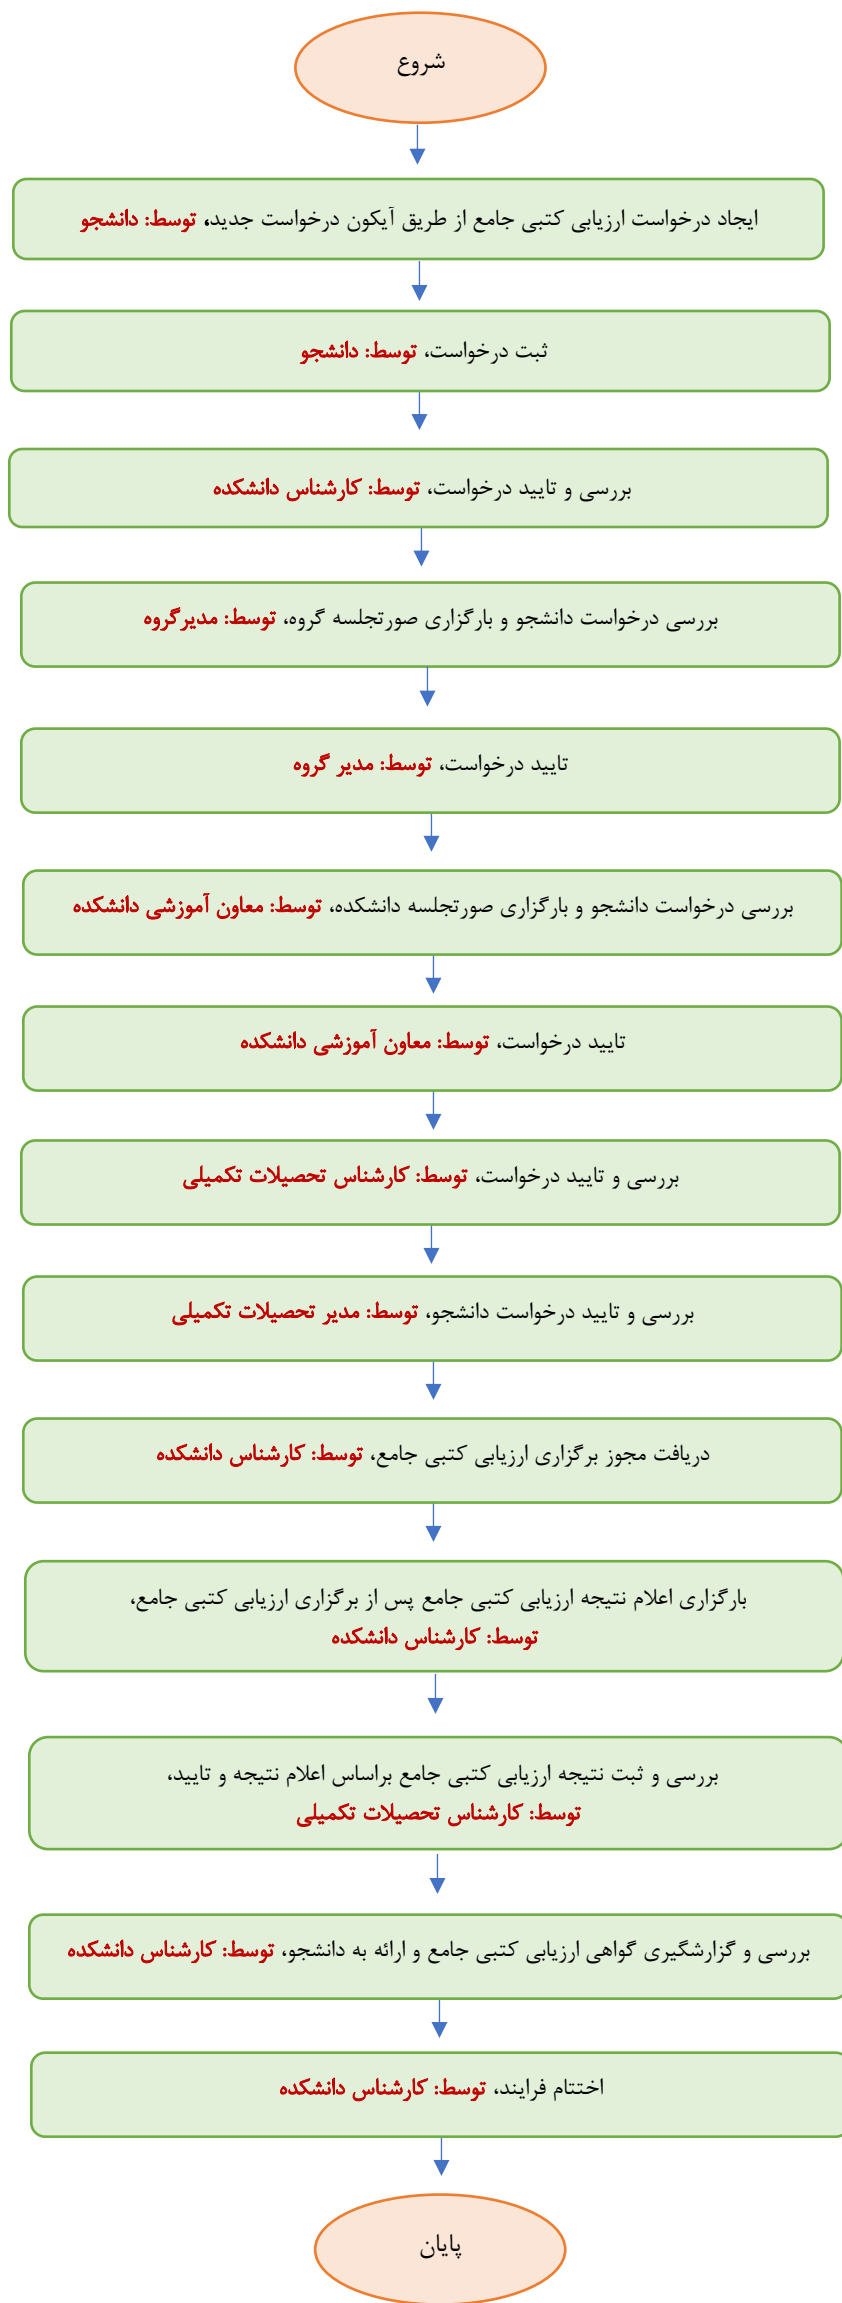 شروع
ایجاد درخواست ارزیابی کتبی جامع از طریق آیکون درخواست جدید، توسط: دانشجو
ثبت درخواست، توسط: دانشجو
بررسی و تایید درخواست، توسط: کارشناس دانشکده
بررسی درخواست دانشجو و بارگزاری صورتجلسه گروه، توسط: مدیرگروه
تایید درخواست، توسط: مدیر گروه
بررسی درخواست دانشجو و بارگزاری صورتجلسه دانشکده، توسط: معاون آموزشی دانشکده
تایید درخواست، توسط: معاون آموزشی دانشکده
بررسی و تایید درخواست، توسط: کارشناس تحصیلات تکمیلی
بررسی و تایید درخواست دانشجو، توسط: مدیر تحصیلات تکمیلی
دریافت مجوز برگزاری ارزیابی کتبی جامع، توسط: کارشناس دانشکده
بارگزاری اعلام نتیجه ارزیابی کتبی جامع پس از برگزاری ارزیابی کتبی جامع،
توسط: کارشناس دانشکده
بررسی و ثبت نتیجه ارزیابی کتبی جامع براساس اعلام نتیجه و تایید،
توسط: کارشناس تحصیلات تکمیلی
بررسی و گزارشگیری گواهی ارزیابی کتبی جامع و ارائه به دانشجو، توسط: کارشناس دانشکده
اختتام فرایند، توسط: کارشناس دانشکده
پایان